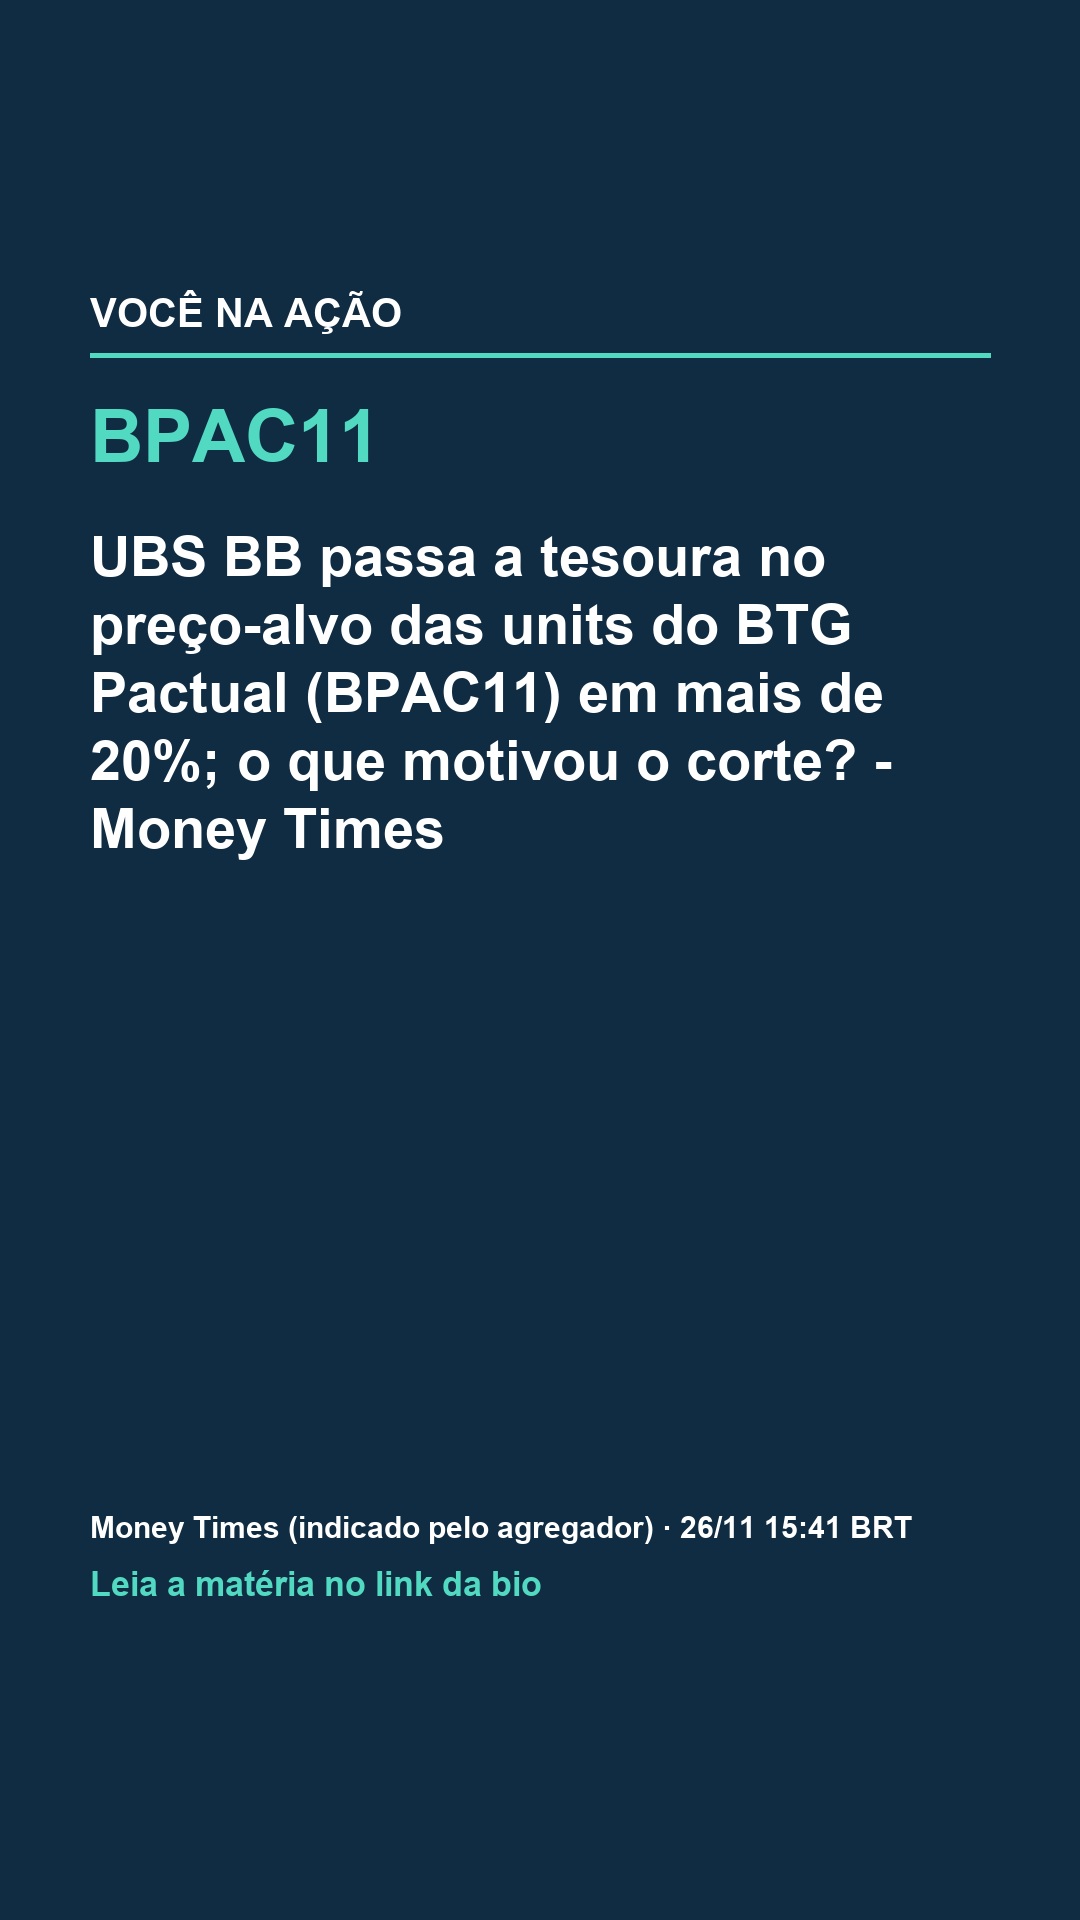 VOCÊ NA AÇÃO
BPAC11
UBS BB passa a tesoura no
preço-alvo das units do BTG
Pactual (BPAC11) em mais de
20%; o que motivou o corte? -
Money Times
Money Times (indicado pelo agregador) · 26/11 15:41 BRT
Leia a matéria no link da bio